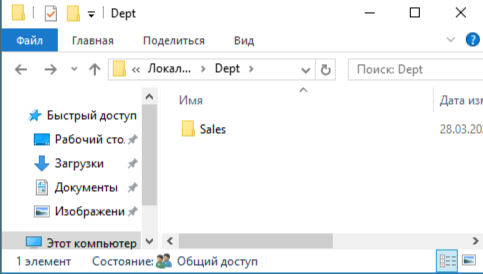 Dept
Файл Главная Поделиться Вид
« Локал... › Dept ›
Поиск: Dept
Имя Дата из
Быстрый доступ
Sales 28.03.20
Рабочий сто.
Загрузки
Документы
Изображени
Этот компьютер
1 элемент Состояние: Общий доступ